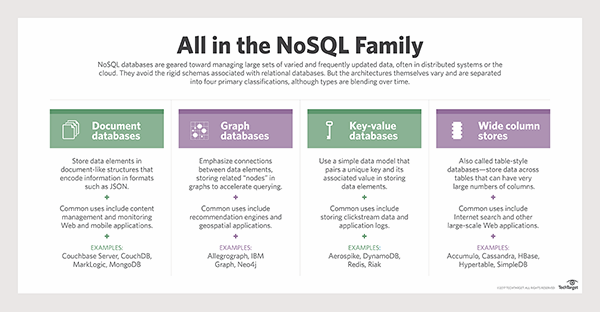 All in the NoSQL Family
NoSQL databases are geared toward managing large sets of varied and frequently updated data, often in distributed systems or the
cloud. They avoid the rigid schemas associated with relational databases. But the architectures themselves vary and are separated
into four primary classifications, although types are blending over time.
Document
databases
Store data elements in
document-like structures that
encode information in formats
such as JSON.
+
Common uses include content
management and monitoring
Web and mobile applications.
+
EXAMPLES:
Couchbase Server, CouchDB,
MarkLogic, MongoDB
Graph
databases
Emphasize connections
between data elements,
storing related "nodes" in
graphs to accelerate querying.
+
Common uses include
recommendation engines and
geospatial applications.
+
EXAMPLES:
Allegrograph, IBM
Graph, Neo4j
Key-value
databases
Use a simple data model that
pairs a unique key and its
associated value in storing
data elements.
+
Common uses include
storing clickstream data and
application logs.
+
EXAMPLES:
Aerospike, DynamoDB,
Redis, Riak
Wide column
stores
Also called table-style
databases—store data across
tables that can have very
large numbers of columns.
+
Common uses include
Internet search and other
large-scale Web applications.
+
EXAMPLES:
Accumulo, Cassandra, HBase,
Hypertable, SimpleDB
©2017 TECHTARGET. ALL RIGHTS RESERVED
TechTarget